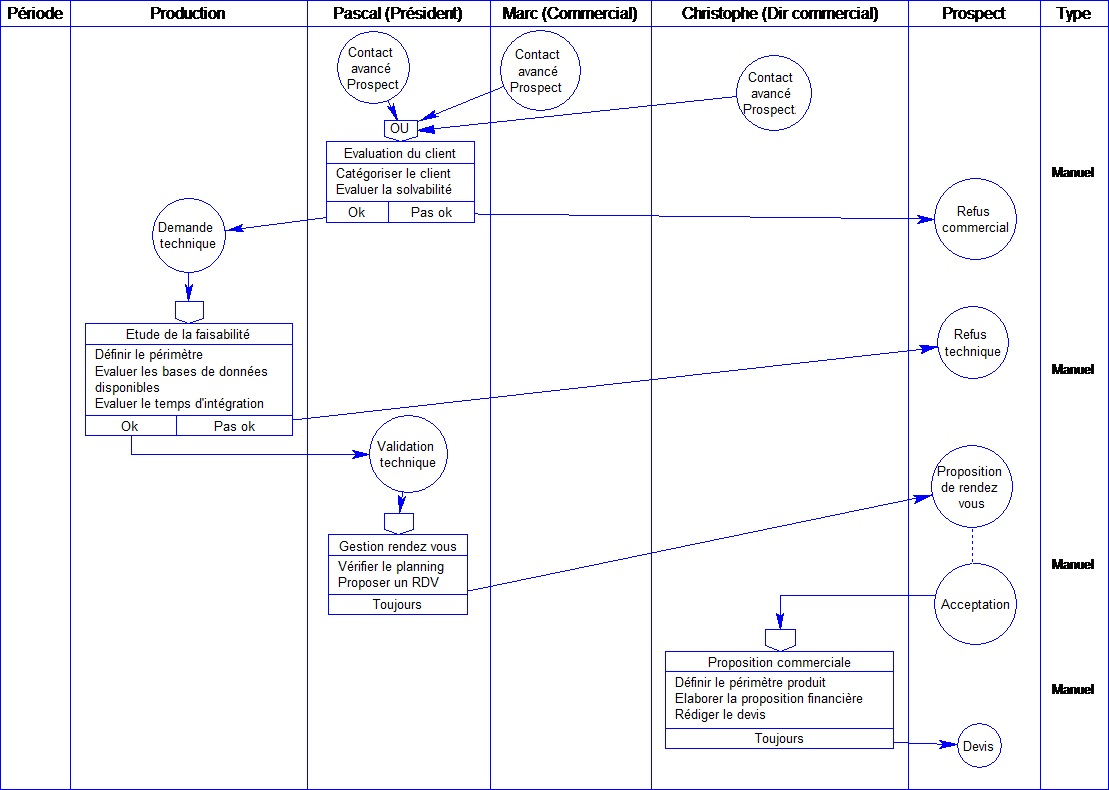 Période
Production
Pascal (Président)
Marc (Commercial)
Christophe (Dir commercial)
Prospect
Type
Contact
avancé
Prospect
Contact
avancé
Prospect
Contact
avancé
Prospect
OU
Evaluation du client
Catégoriser le client
Evaluer la solvabilité
Ok
Pas ok
Manuel
Refus
commercial
Demande
technique
Etude de la faisabilité
Définir le périmètre
Evaluer les bases de données
disponibles
Evaluer le temps d'intégration
Ok
Pas ok
Refus
technique
Manuel
Validation
technique
Gestion rendez vous
Vérifier le planning
Proposer un RDV
Toujours
Proposition
de rendez
vous
Manuel
Acceptation
Proposition commerciale
Définir le périmètre produit
Elaborer la proposition financière
Rédiger le devis
Toujours
Manuel
Devis